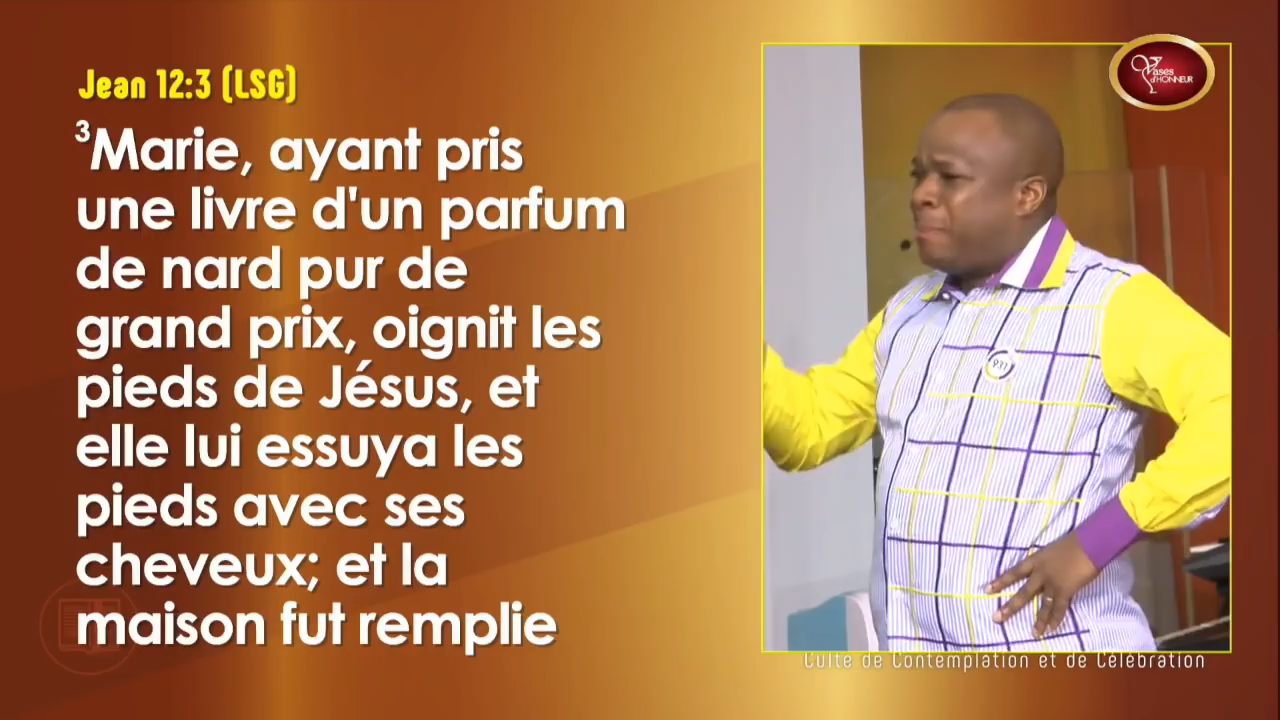 Jean 12:3 (LSG)
³Marie, ayant pris
une livre d'un parfum
de nard pur de
grand prix, oignit les
pieds de Jésus, et
elle lui essuya les
pieds avec ses
cheveux; et la
maison fut remplie
Vases
d'HONNEUR
Culte de Contemplation et de Célébration